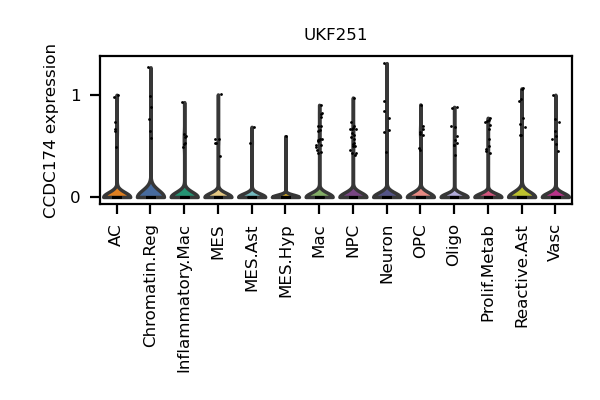 UKF251
CCDC174 expression
1
0
AC
Chromatin.Reg
Inflammatory.Mac
MES
MES.Ast
MES.Hyp
Mac
NPC
Neuron
OPC
Oligo
Prolif.Metab
Reactive.Ast
Vasc